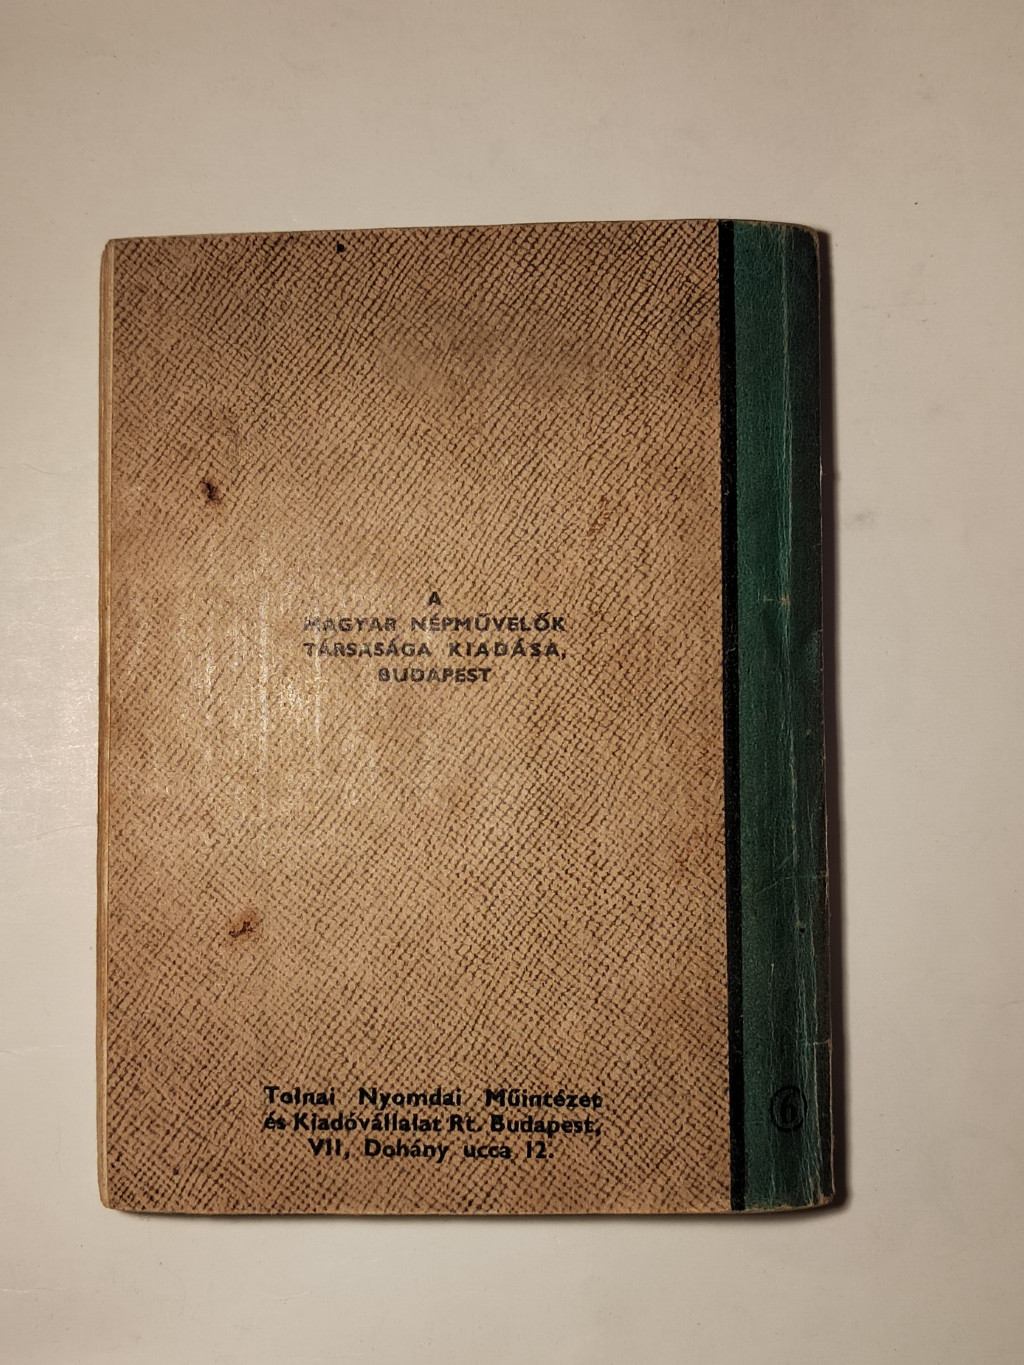 A
MAGYAR NÉPMŰVELŐK
TÁRSASÁGA KIADÁSA,
BUDAPEST
Tolnai Nyomdai Műintézet
és Kiadóvállalat Rt. Budapest,
VII, Dohány ucca 12.
6